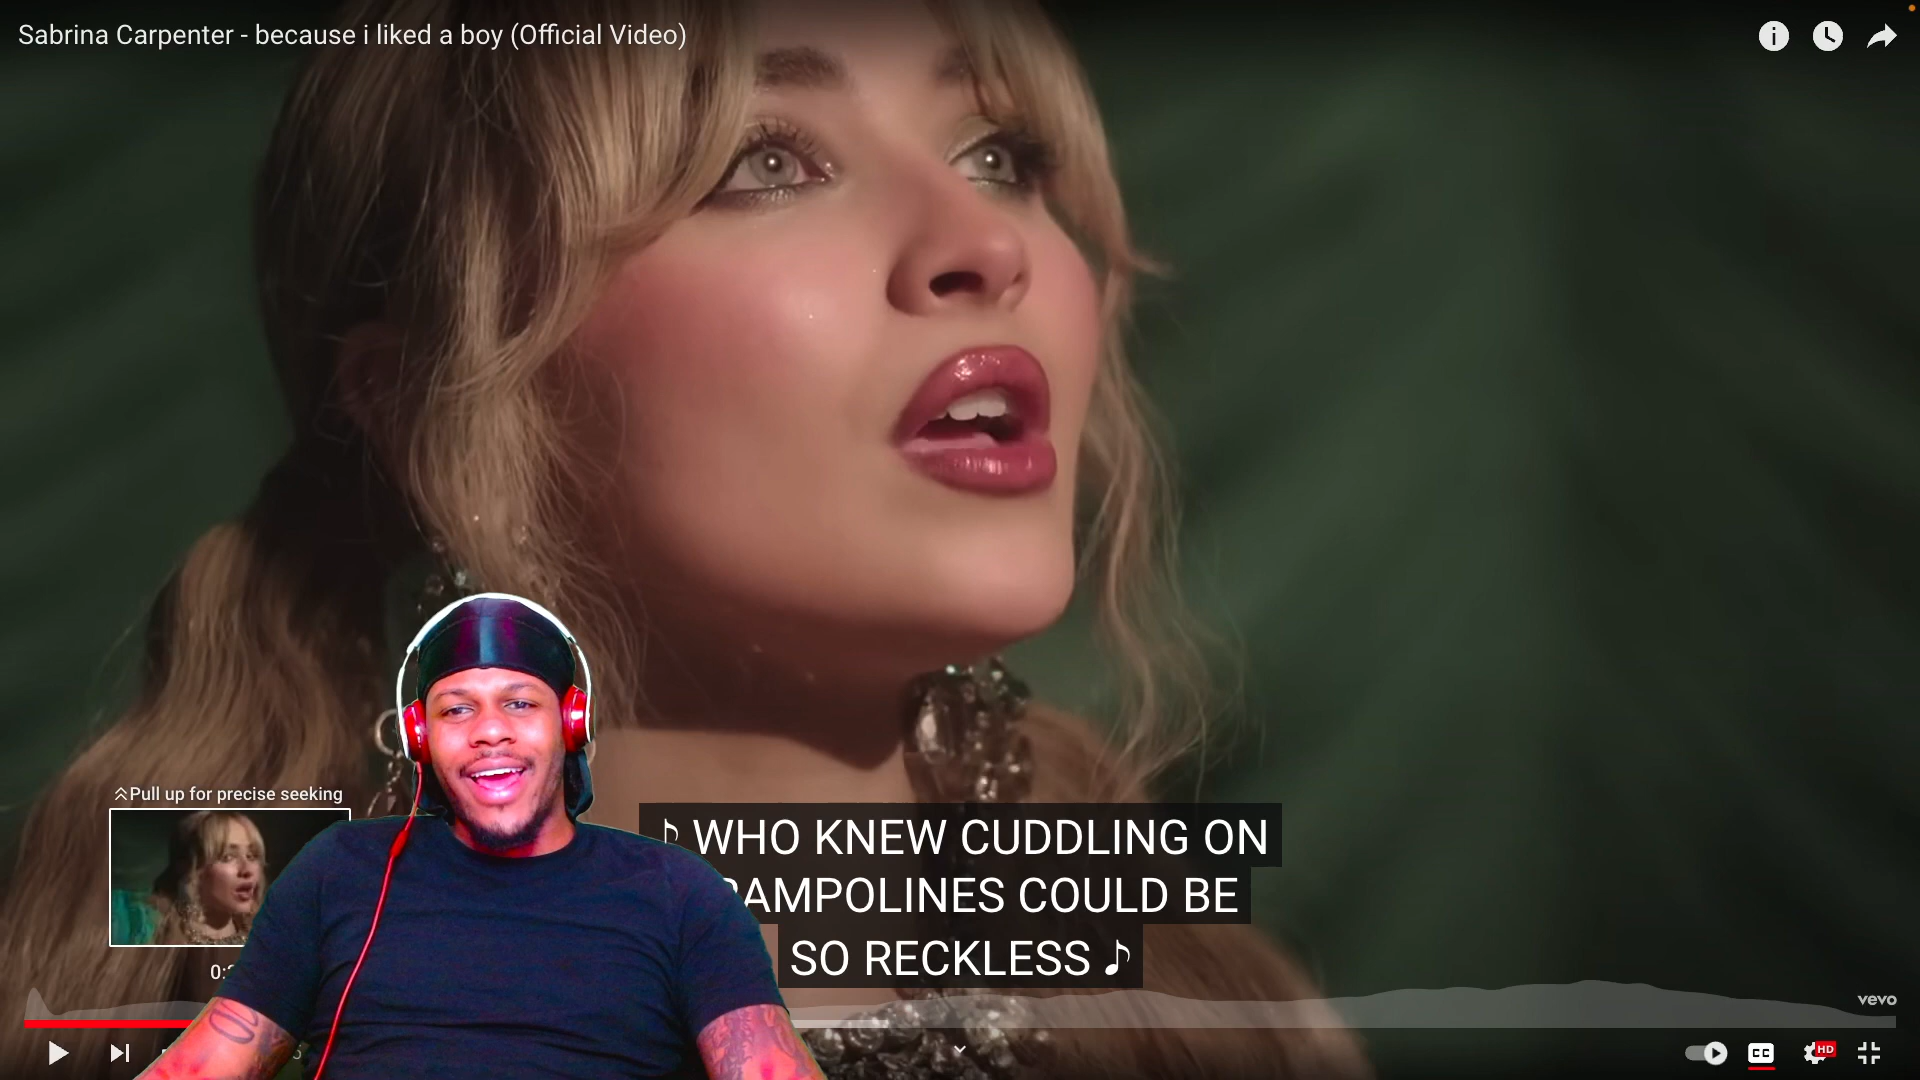 Sabrina Carpenter - because i liked a boy (Official Video)
Pull up for precise seeking
♪ WHO KNEW CUDDLING ON
COULD BE
SO RECKLESS ♪
vevo
CC
HD